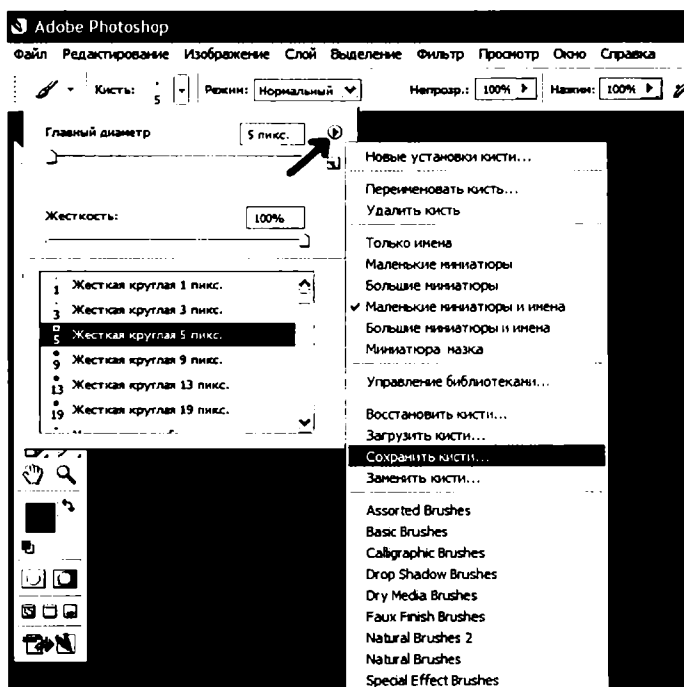 Adobe Photoshop
Файл Редактирование Изображение Слой Выделение Фильтр Просмотр Окно Справка
Кисть: 5 Режим: Нормальный Непрозр.: 100% Нажим: 100%
Главный диаметр 5 пикс.
Жесткость: 100%
1 Жесткая круглая 1 пикс.
3 Жесткая круглая 3 пикс.
5 Жесткая круглая 5 пикс.
9 Жесткая круглая 9 пикс.
13 Жесткая круглая 13 пикс.
19 Жесткая круглая 19 пикс.
Новые установки кисти...
Переименовать кисть...
Удалить кисть
Только имена
Маленькие миниатюры
Большие миниатюры
Маленькие миниатюры и имена
Большие миниатюры и имена
Миниатюра мазка
Управление библиотеками...
Восстановить кисти...
Загрузить кисти...
Сохранить кисти...
Заменить кисти...
Assorted Brushes
Basic Brushes
Calligraphic Brushes
Drop Shadow Brushes
Dry Media Brushes
Faux Finish Brushes
Natural Brushes 2
Natural Brushes
Special Effect Brushes